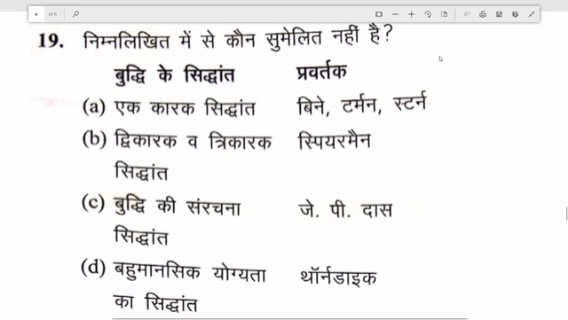 19. निम्नलिखित में से कौन सुमेलित नहीं है?
बुद्धि के सिद्धांत प्रवर्तक
(a) एक कारक सिद्धांत बिने, टर्मन, स्टर्न
(b) द्विकारक व त्रिकारक स्पियरमैन
सिद्धांत
(c) बुद्धि की संरचना जे. पी. दास
सिद्धांत
(d) बहुमानसिक योग्यता थॉर्नडाइक
का सिद्धांत